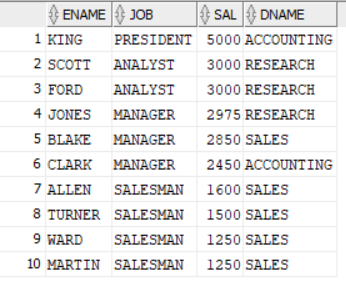 ENAME JOB SAL DNAME
1 KING PRESIDENT 5000 ACCOUNTING
2 SCOTT ANALYST 3000 RESEARCH
3 FORD ANALYST 3000 RESEARCH
4 JONES MANAGER 2975 RESEARCH
5 BLAKE MANAGER 2850 SALES
6 CLARK MANAGER 2450 ACCOUNTING
7 ALLEN SALESMAN 1600 SALES
8 TURNER SALESMAN 1500 SALES
9 WARD SALESMAN 1250 SALES
10 MARTIN SALESMAN 1250 SALES